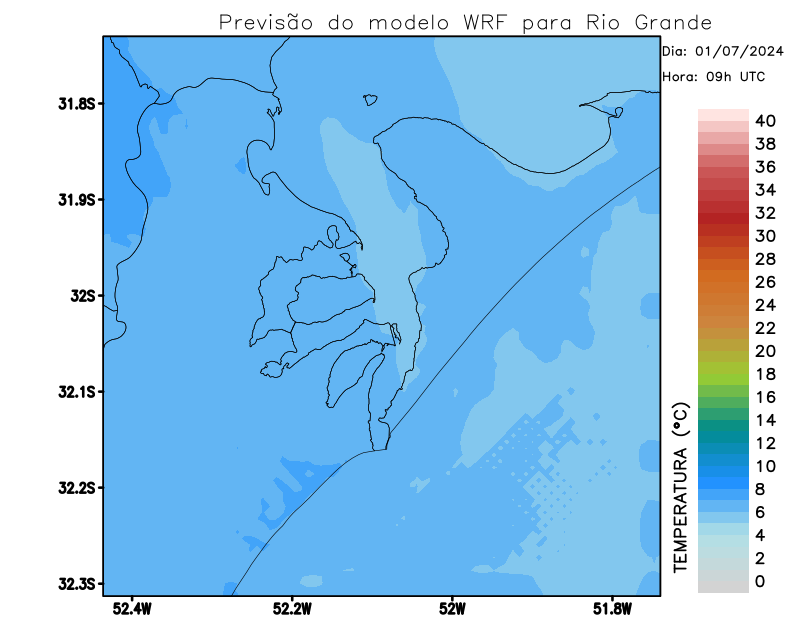 Previsão do modelo WRF para Rio Grande
Dia: 01/07/2024
Hora: 09h UTC
31.8S
31.9S
32S
32.1S
32.2S
32.3S
52.4W
52.2W
52W
51.8W
40
38
36
34
32
30
28
26
24
22
20
18
16
14
12
10
8
6
4
2
0
TEMPERATURA (°C)